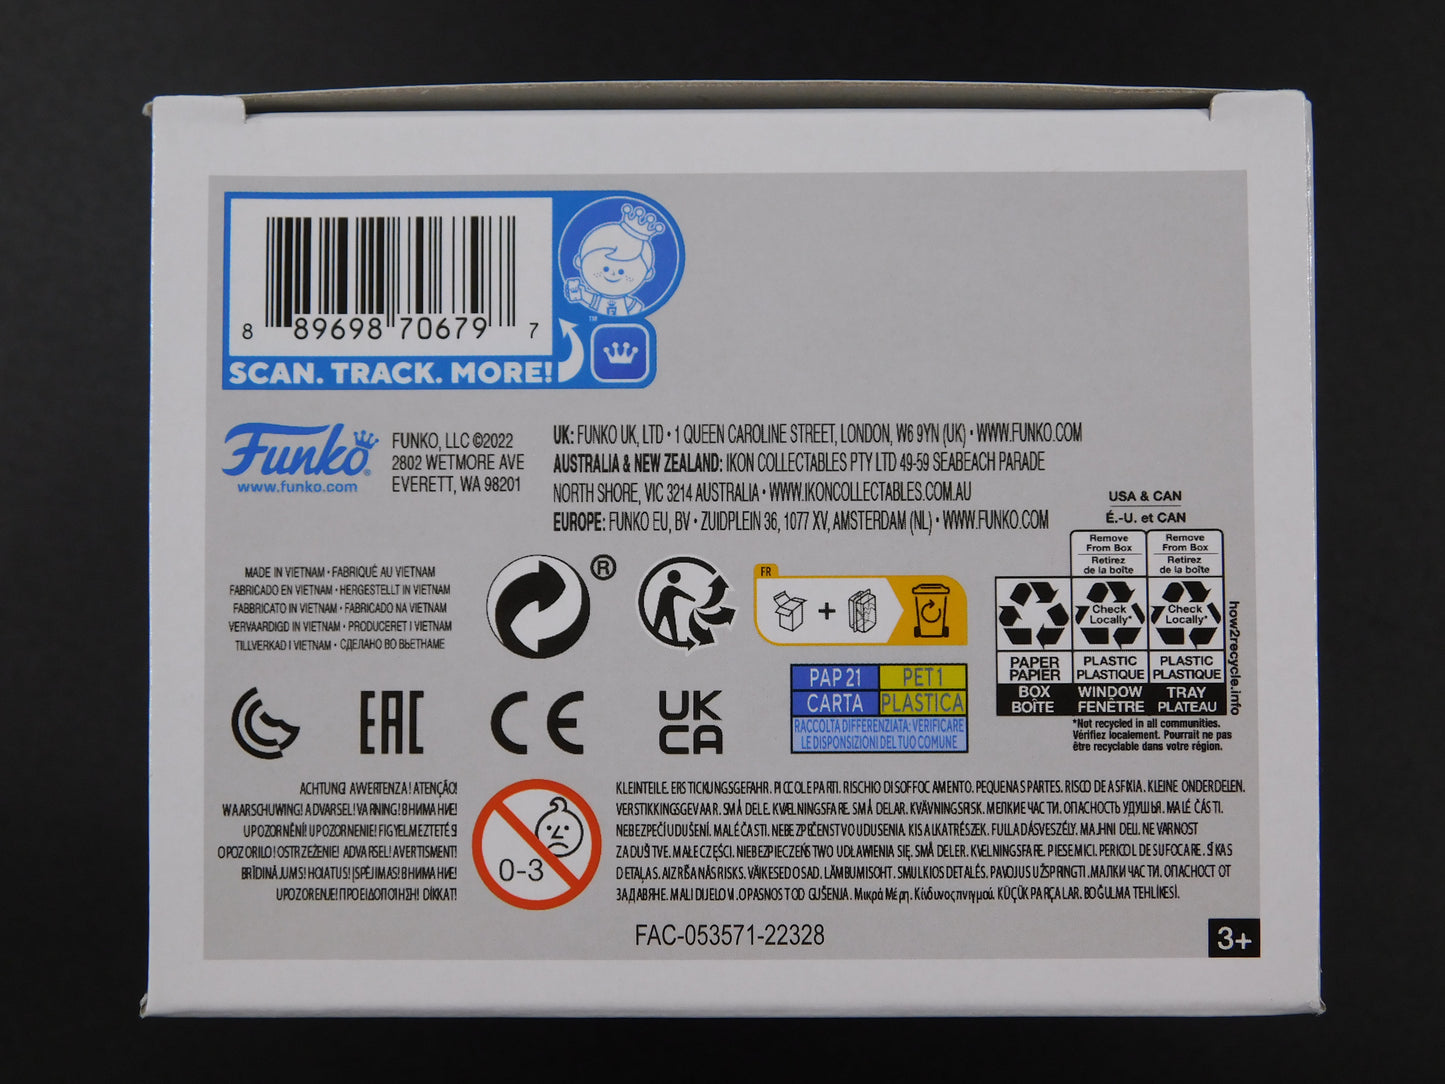 8 89698 70679 7
TM
SCAN. TRACK. MORE!
Funko®
www.funko.com
FUNKO, LLC ©2022
2802 WETMORE AVE
EVERETT, WA 98201
UK: FUNKO UK, LTD • 1 QUEEN CAROLINE STREET, LONDON, W6 9YN (UK) • WWW.FUNKO.COM
AUSTRALIA & NEW ZEALAND: IKON COLLECTABLES PTY LTD 49-59 SEABEACH PARADE
NORTH SHORE, VIC 3214 AUSTRALIA • WWW.IKONCOLLECTABLES.COM.AU
EUROPE: FUNKO EU, BV • ZUIDPLEIN 36, 1077 XV, AMSTERDAM (NL) • WWW.FUNKO.COM
MADE IN VIETNAM • FABRIQUÉ AU VIETNAM
FABRICADO EN VIETNAM • HERGESTELLT IN VIETNAM
FABBRICATO IN VIETNAM • FABRICADO NA VIETNAM
VERVAARDIGD IN VIETNAM • PRODUCERET I VIETNAM
TILLVERKAD I VIETNAM • СДЕЛАНО ВО ВЬЕТНАМЕ
®
FR
+
PAP 21 PET 1
CARTA PLASTICA
RACCOLTA DIFFERENZIATA: VERIFICARE
LE DISPOSIZIONI DEL TUO COMUNE
USA & CAN
É.-U. et CAN
Remove From Box
Retirez de la boîte
Remove From Box
Retirez de la boîte
Check Locally*
Check Locally*
PAPER PAPIER
PLASTIC PLASTIQUE
PLASTIC PLASTIQUE
BOX BOÎTE
WINDOW FENÊTRE
TRAY PLATEAU
how2recycle.info
*Not recycled in all communities.
Vérifiez localement. Pourrait ne pas
être recyclable dans votre région.
EAC
CE
UK
CA
ACHTUNG! AVVERTENZA! ATENÇÃO!
WAARSCHUWING! ADVARSEL! VARNING! ВНИМАНИЕ!
UPOZORNĚNÍ! UPOZORNENIE! FIGYELMEZTETÉS!
OPOZORILO! OSTRZEŻENIE! ADVARSEL! AVERTISMENT!
BRĪDINĀJUMS! HOIATUS! ĮSPĖJIMAS! ВНИМАНИЕ!
UPOZORENJE! ΠΡΟΕΙΔΟΠΟΙΗΣΗ! DİKKAT!
0-3
KLEINTEILE. ERSTICKUNGSGEFAHR. PICCOLE PARTI. RISCHIO DI SOFFOCAMENTO. PEQUENAS PARTES. RISCO DE ASFIXIA. KLEINE ONDERDELEN.
VERSTIKKINGSGEVAAR. SMÅ DELE. KVÆLNINGSFARE. SMÅ DELAR. KVÄVNINGSRISK. МЕЛКИЕ ЧАСТИ. ОПАСНОСТЬ УДУШЬЯ. MALÉ ČÁSTI.
NEBEZPEČÍ UDUŠENÍ. MALÉ ČASTI. NEBEZPEČENSTVO UDUSENIA. KIS ALKATRÉSZEK. FULLADÁSVESZÉLY. MAJHNI DELI. NEVARNOST
ZADUŠTVE. MAŁE CZĘŚCI. NIEBEZPIECZEŃSTWO UDŁAWIENIA SIĘ. SMÅ DELER. KVELNINGSFARE. PIESE MICI. PERICOL DE SUFOCARE. SĪKAS
DETAĻAS. AIZRĪŠANĀS RISKS. VÄIKESED OSAD. LÄMBUMISOHT. SMULKIOS DETALĖS. PAVOJUS UŽSPRINGTI. МАЛКИ ЧАСТИ. ОПАСНОСТ ОТ
ЗАДАВЯНЕ. MALI DIJELOVI. OPASNOST OD GUŠENJA. Μικρά Μέρη. Κίνδυνος πνιγμού. KÜÇÜK PARÇALAR. BOĞULMA TEHLİKESİ.
FAC-053571-22328
3+